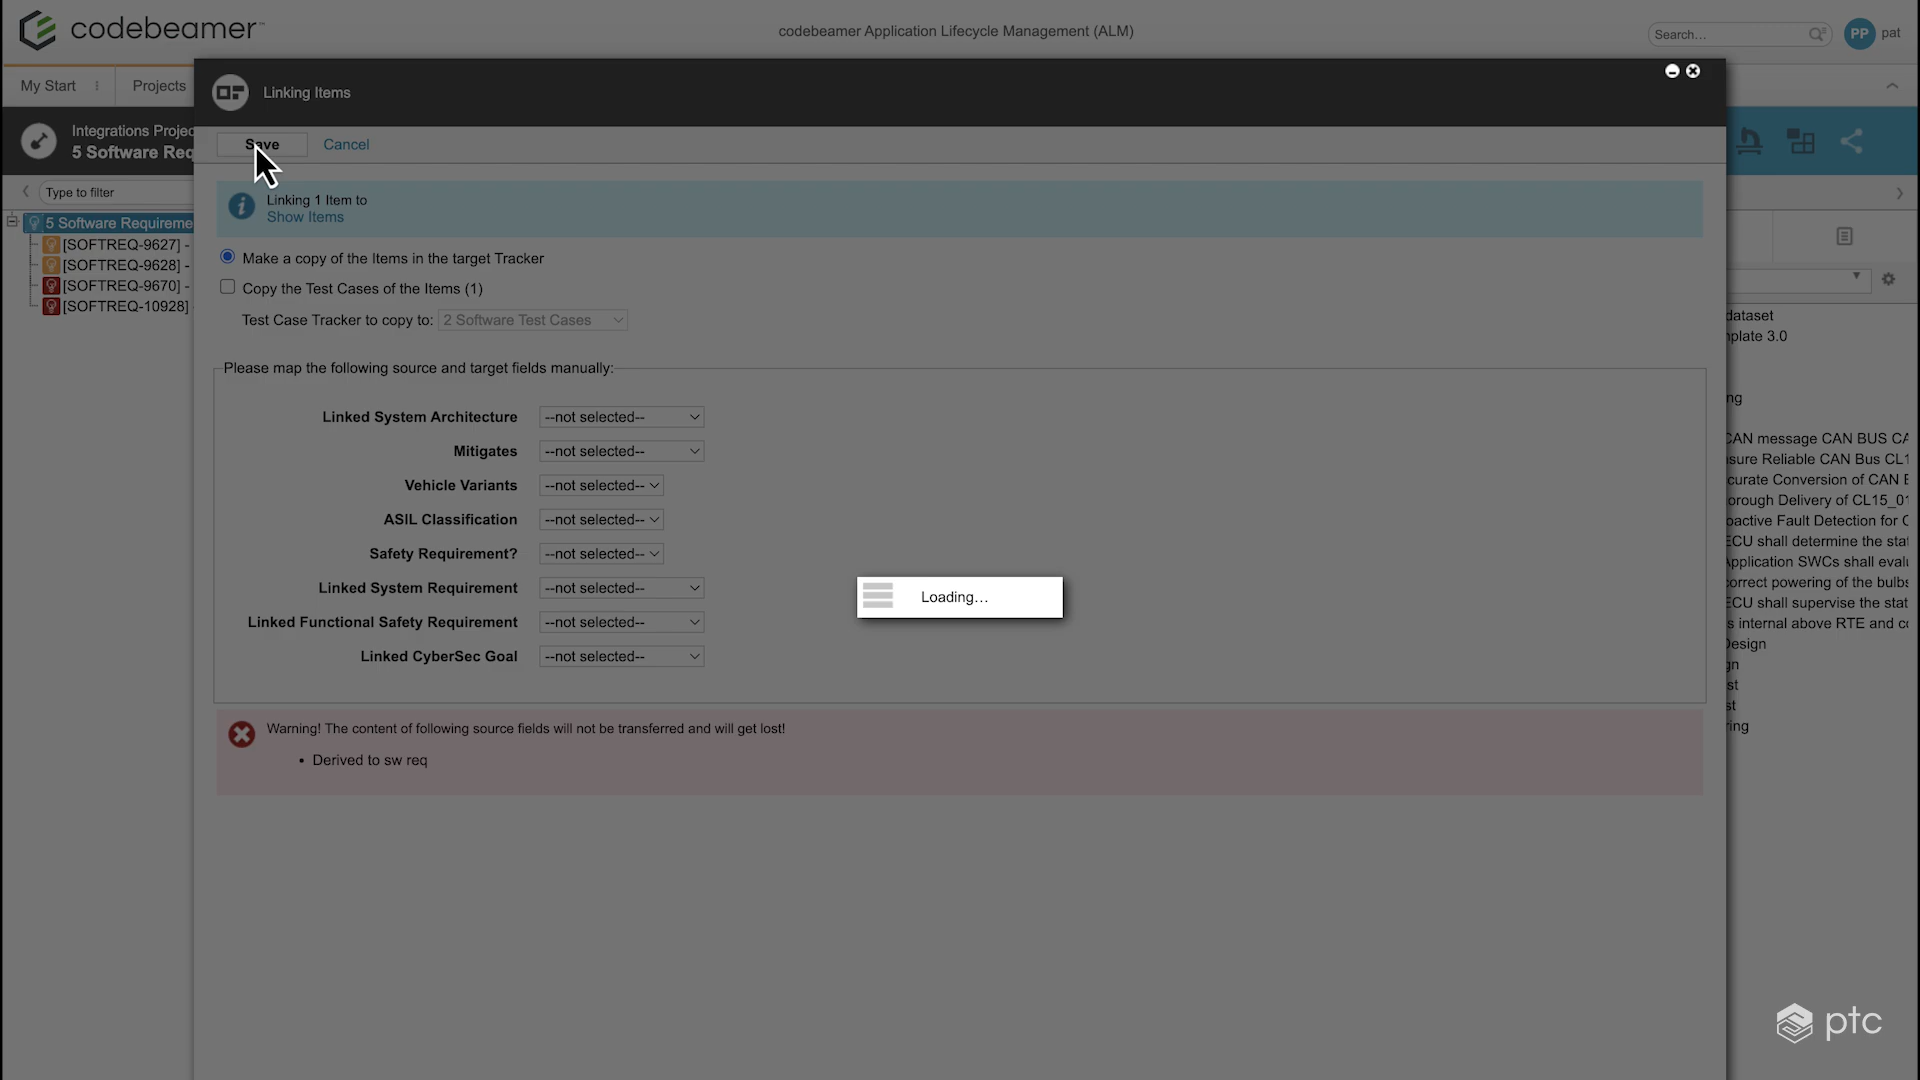 codebeamer™
codebeamer Application Lifecycle Management (ALM)
Search...
PP
pat
My Start
Projects
Linking Items
Integrations Projec
5 Software Req
Save
Cancel
Type to filter
Linking 1 Item to
Show Items
5 Software Requireme
[SOFTREQ-9627] -
[SOFTREQ-9628] -
[SOFTREQ-9670] -
[SOFTREQ-10928]
Make a copy of the Items in the target Tracker
Copy the Test Cases of the Items (1)
Test Case Tracker to copy to: 2 Software Test Cases
Please map the following source and target fields manually:
Linked System Architecture --not selected--
Mitigates --not selected--
Vehicle Variants --not selected--
ASIL Classification --not selected--
Safety Requirement? --not selected--
Linked System Requirement --not selected--
Linked Functional Safety Requirement --not selected--
Linked CyberSec Goal --not selected--
Loading...
Warning! The content of following source fields will not be transferred and will get lost!
• Derived to sw req
dataset
nplate 3.0
ng
CAN message CAN BUS CA
sure Reliable CAN Bus CL1
curate Conversion of CAN
orough Delivery of CL15_01
oactive Fault Detection for
ECU shall determine the stat
Application SWCs shall evalu
correct powering of the bulbs
ECU shall supervise the stat
s internal above RTE and co
Design
gn
st
st
ring
ptc